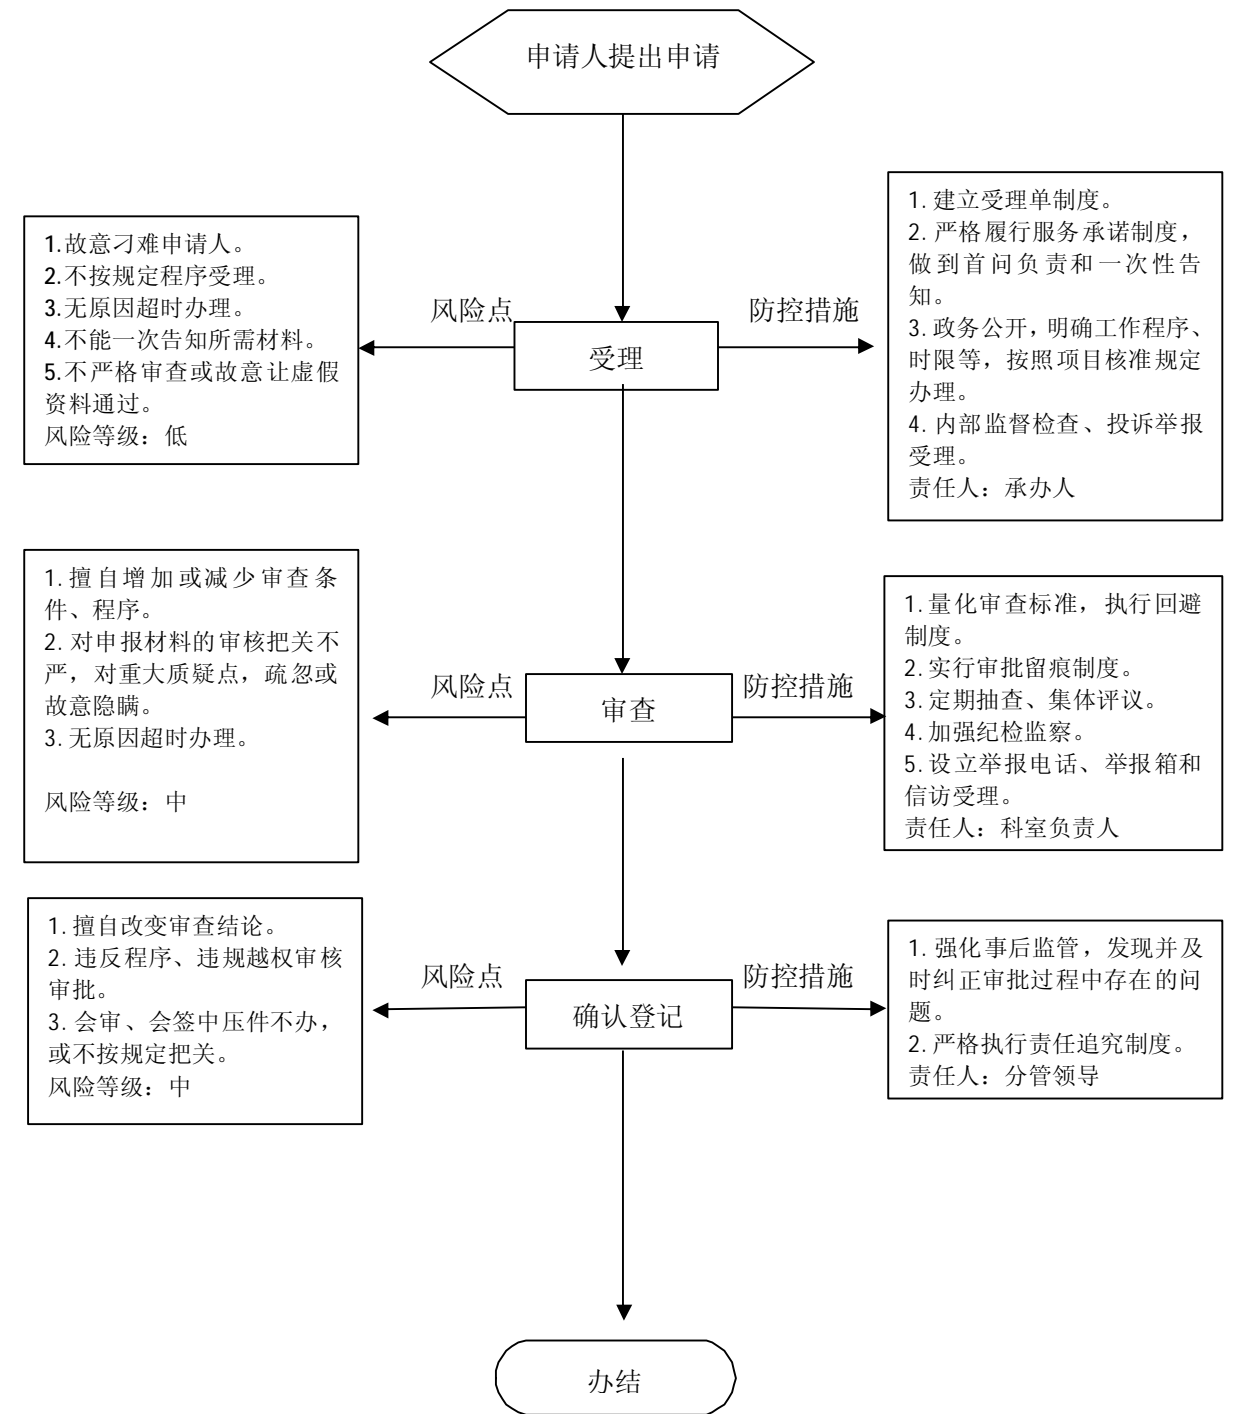 申请人提出申请
1.故意刁难申请人。
2.不按规定程序受理。
3.无原因超时办理。
4.不能一次告知所需材料。
5.不严格审查或故意让虚假
资料通过。
风险等级：低
风险点
受理
防控措施
1.建立受理单制度。
2.严格履行服务承诺制度，
做到首问负责和一次性告
知。
3.政务公开，明确工作程序、
时限等，按照项目核准规定
办理。
4.内部监督检查、投诉举报
受理。
责任人：承办人
1.擅自增加或减少审查条
件、程序。
2.对申报材料的审核把关不
严，对重大质疑点，疏忽或
故意隐瞒。
3.无原因超时办理。
风险等级：中
风险点
审查
防控措施
1.量化审查标准，执行回避
制度。
2.实行审批留痕制度。
3.定期抽查、集体评议。
4.加强纪检监察。
5.设立举报电话、举报箱和
信访受理。
责任人：科室负责人
1.擅自改变审查结论。
2.违反程序、违规越权审核
审批。
3.会审、会签中压件不办，
或不按规定把关。
风险等级：中
风险点
确认登记
防控措施
1.强化事后监管，发现并及
时纠正审批过程中存在的问
题。
2.严格执行责任追究制度。
责任人：分管领导
办结